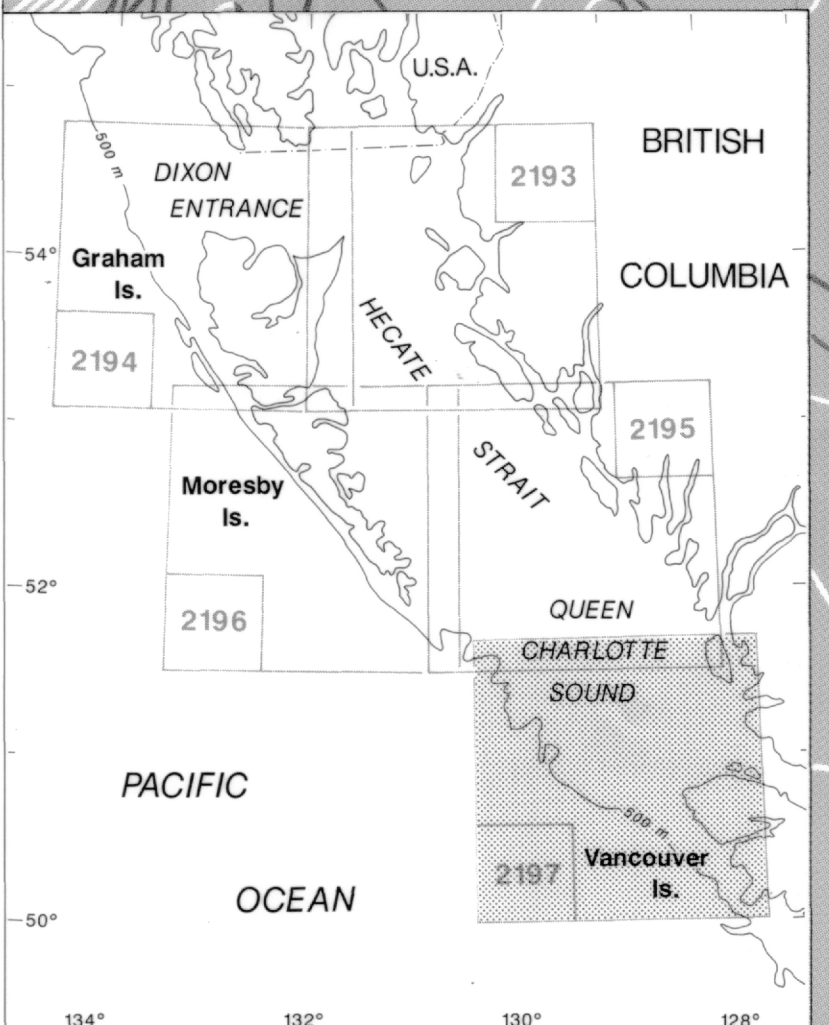 U.S.A.
BRITISH
500 m
DIXON
2193
ENTRANCE
54°
Graham
Is.
COLUMBIA
HECATE
2194
2195
STRAIT
Moresby
Is.
52°
QUEEN
2196
CHARLOTTE
SOUND
PACIFIC
500 m
Vancouver
2197
Is.
OCEAN
50°
134°
132°
130°
128°